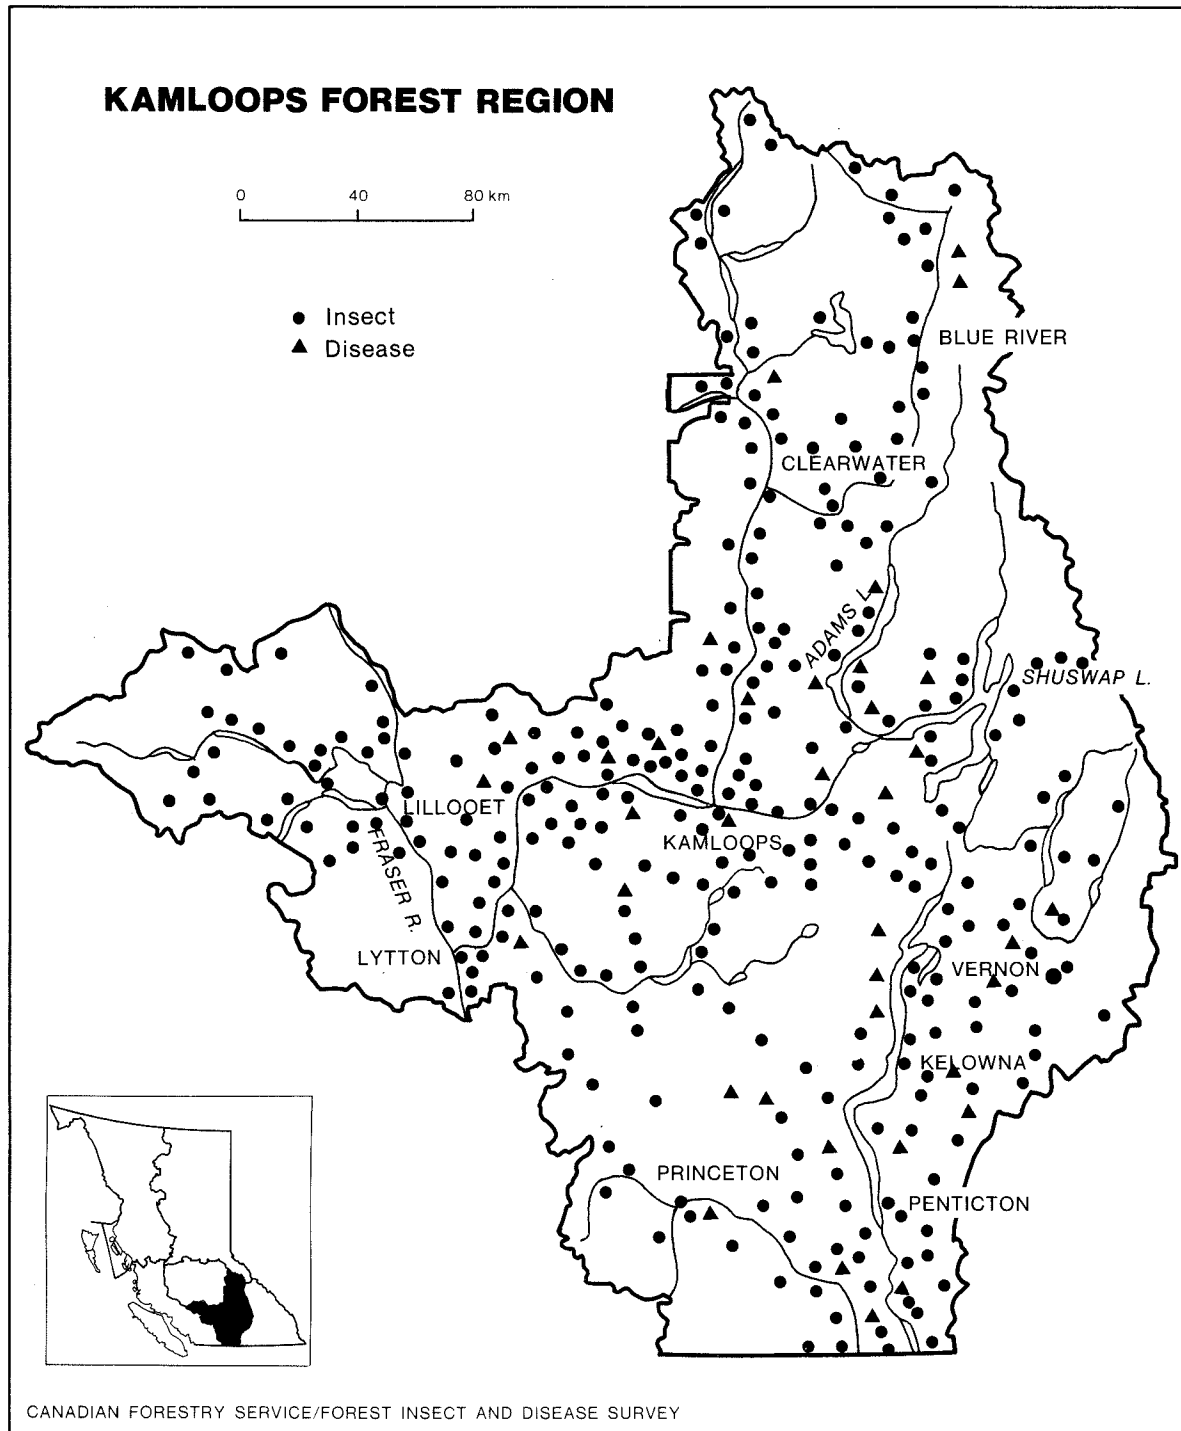 KAMLOOPS FOREST REGION
0 40 80 km
Insect
Disease
BLUE RIVER
CLEARWATER
ADAMS L.
SHUSWAP L.
LILLOOET
KAMLOOPS
FRASER R.
LYTTON
VERNON
KELOWNA
PRINCETON
PENTICTON
CANADIAN FORESTRY SERVICE/FOREST INSECT AND DISEASE SURVEY